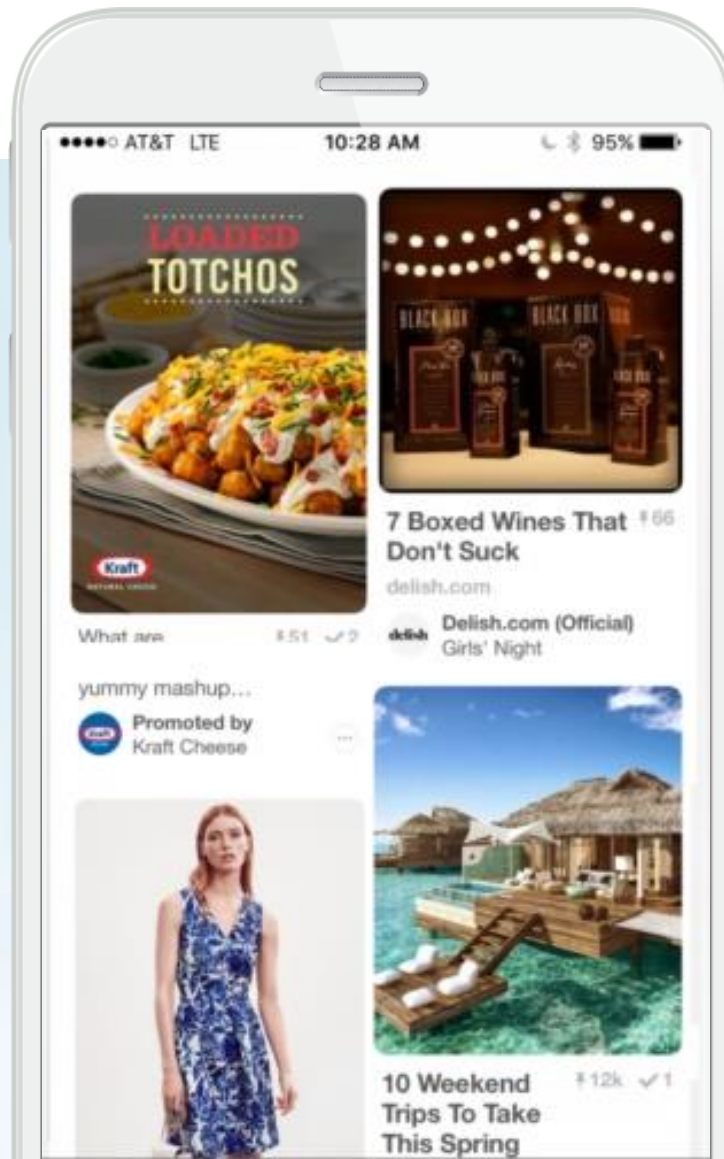 AT&T LTE 10:28 AM 95%
LOADED
TOTCHOS
Kraft
NATURAL CHEESE
What are 51 2
yummy mashup...
Kraft
Promoted by
Kraft Cheese
...
BLACK BOX BLACK BOX
7 Boxed Wines That 66
Don't Suck
delish.com
delish
Delish.com (Official)
Girls' Night
10 Weekend 12k 1
Trips To Take
This Spring